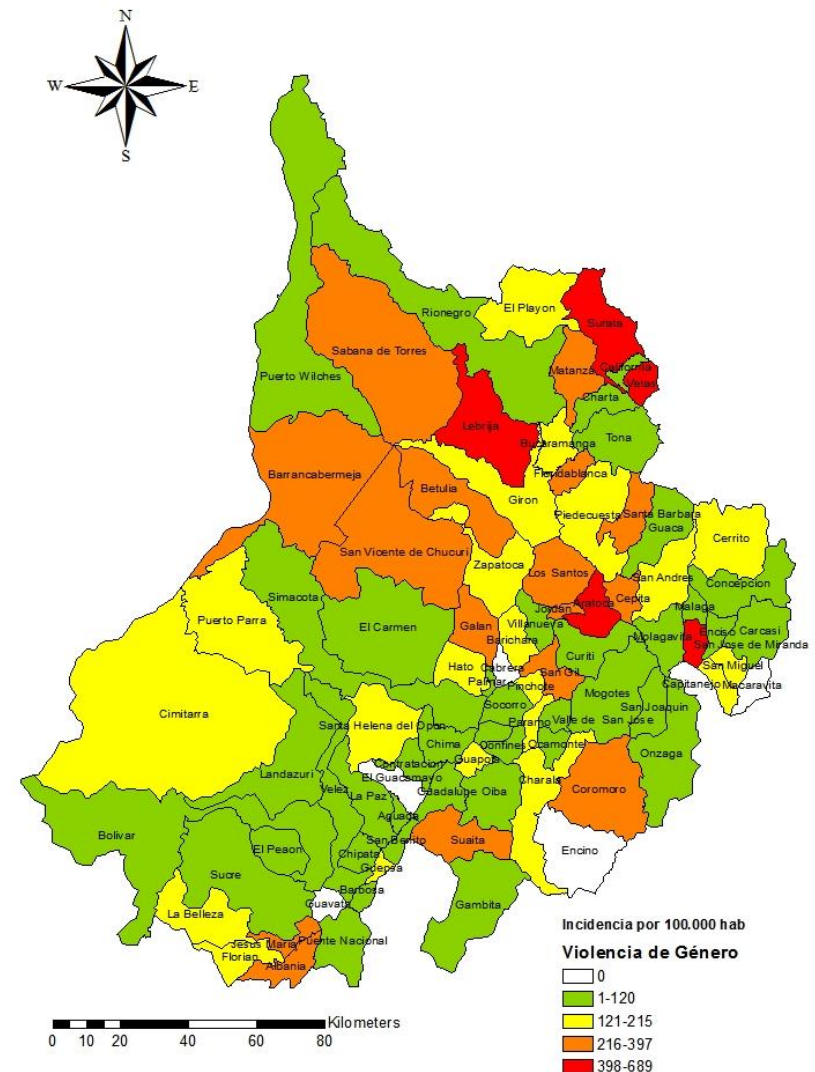 N
W E
S
El Playon
Rionegro
Surata
Sabana de Torres
Puerto Wilches
Matanza
California
Vetas
Charta
Lebrija
Tona
Bucaramanga
Barrancabermeja
Floridablanca
Betulia
Giron
Piedecuesta
Santa Barbara
Guaca
Cerrito
San Vicente de Chucuri
Zapatoca
Los Santos
San Andres
Concepcion
Simacota
Aratoca
Cepita
Jordan
Malaga
Puerto Parra
El Carmen
Galan
Villanueva
Barichara
Molagavita
Enciso
Carcasi
San Jose de Miranda
Curiti
Hato
Cabrera
San Gil
San Miguel
Palmar
Pinchote
Capitanejo
Macaravita
Mogotes
Cimitarra
Socorro
San Joaquin
Santa Helena del Opon
Paramo
Valle de San Jose
Chima
Confines
Ocamonte
Onzaga
Guapota
Contratacion
Landazuri
El Guacamayo
Charala
Velez
La Paz
Guadalupe
Oiba
Coromoro
Aguada
Bolivar
San Benito
Suaita
El Peaon
Chipata
Encino
Sucre
Guepsa
Barbosa
Guavata
Gambita
La Belleza
Jesus Maria
Puente Nacional
Florian
Albania
Incidencia por 100.000 hab
Violencia de Género
0
1-120
121-215
216-397
398-689
Kilometers
0 10 20 40 60 80